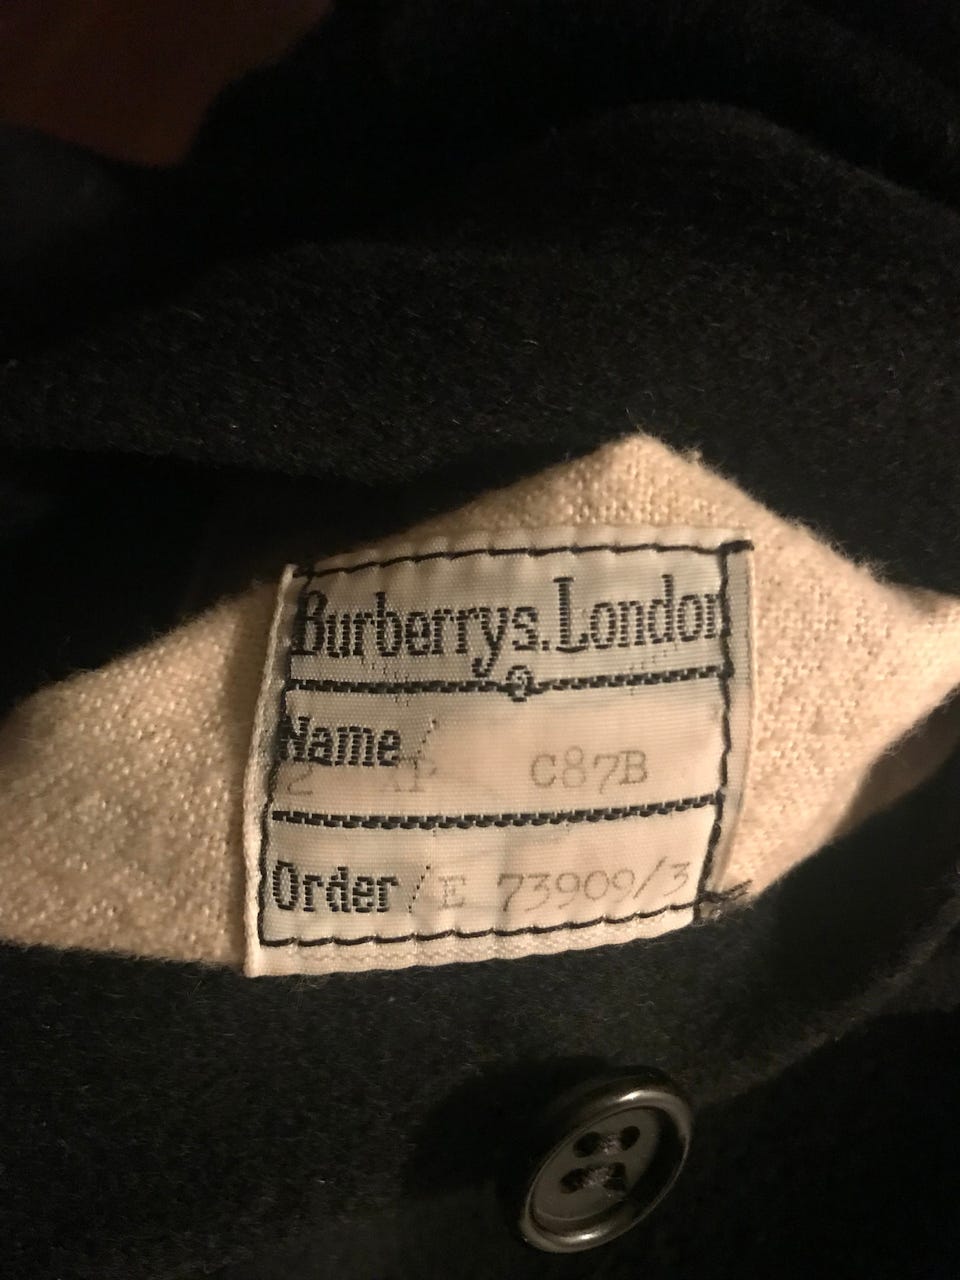 Burberrys. London
Name /
C87B
Order / E 73909/3